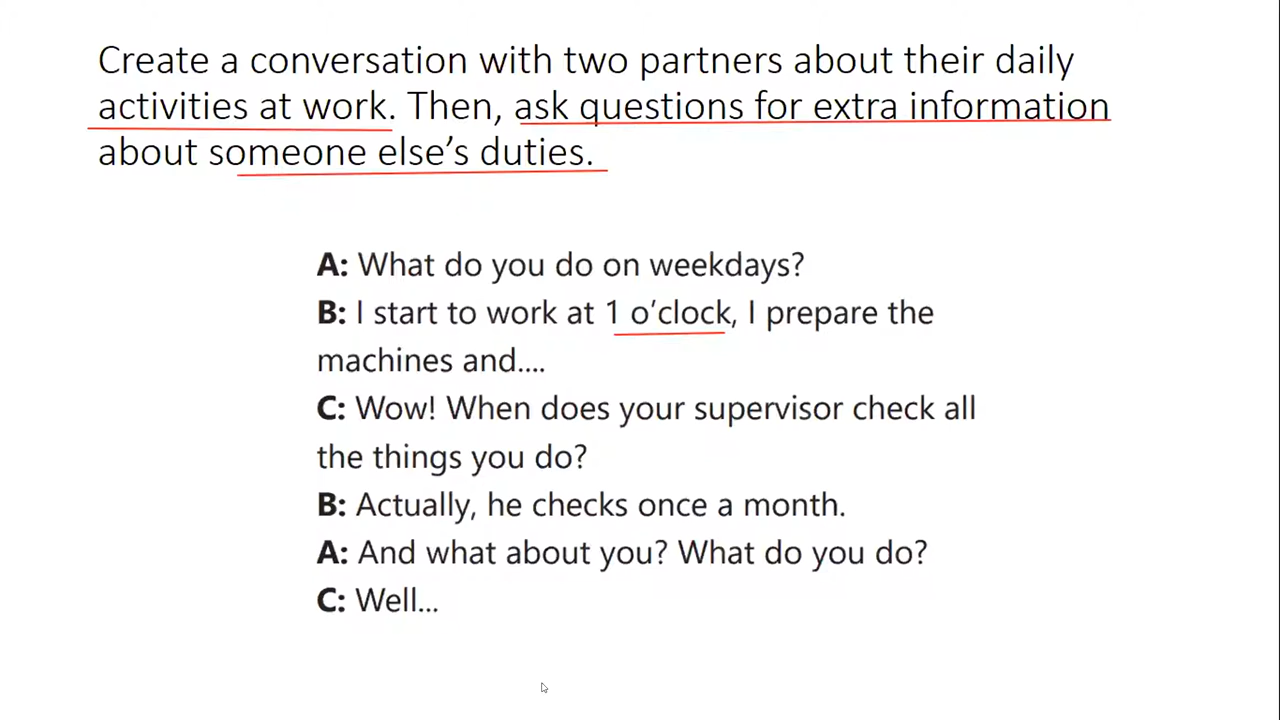 Create a conversation with two partners about their daily
activities at work. Then, ask questions for extra information
about someone else’s duties.
A: What do you do on weekdays?
B: I start to work at 1 o’clock, I prepare the
machines and....
C: Wow! When does your supervisor check all
the things you do?
B: Actually, he checks once a month.
A: And what about you? What do you do?
C: Well...